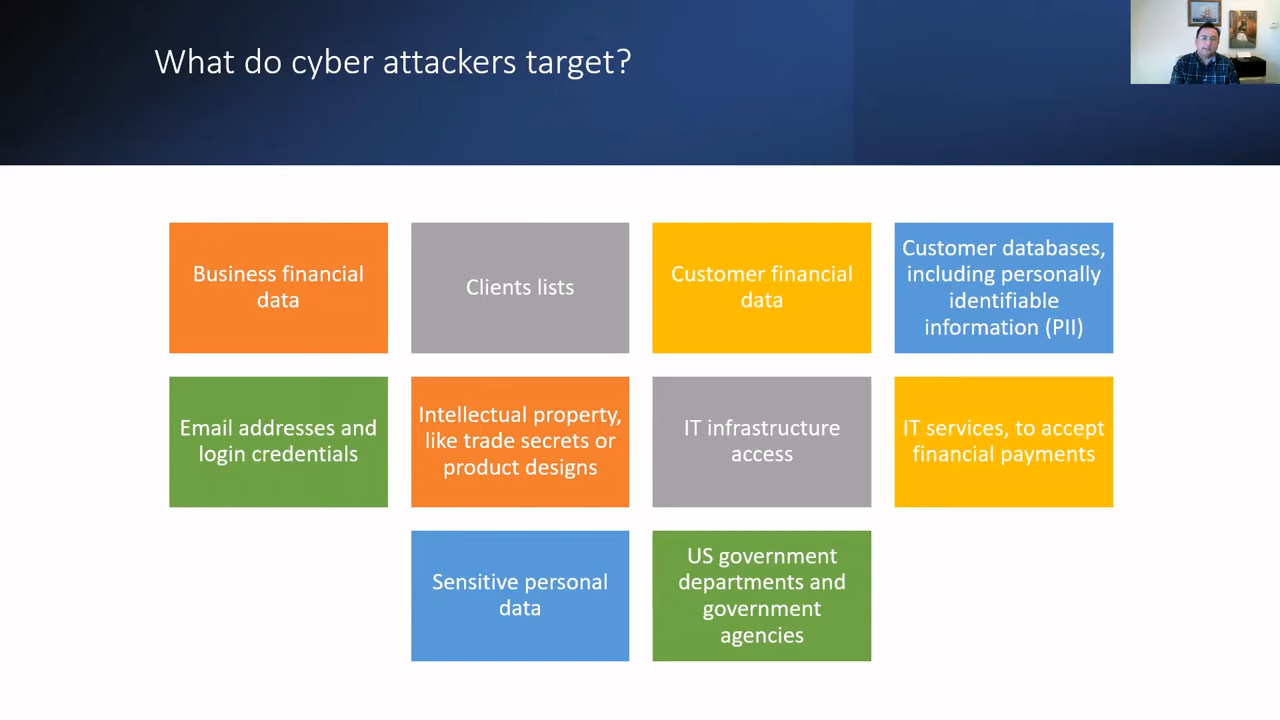 What do cyber attackers target?
Business financial
data
Clients lists
Customer financial
data
Customer databases,
including personally
identifiable
information (PII)
Email addresses and
login credentials
Intellectual property,
like trade secrets or
product designs
IT infrastructure
access
IT services, to accept
financial payments
Sensitive personal
data
US government
departments and
government
agencies